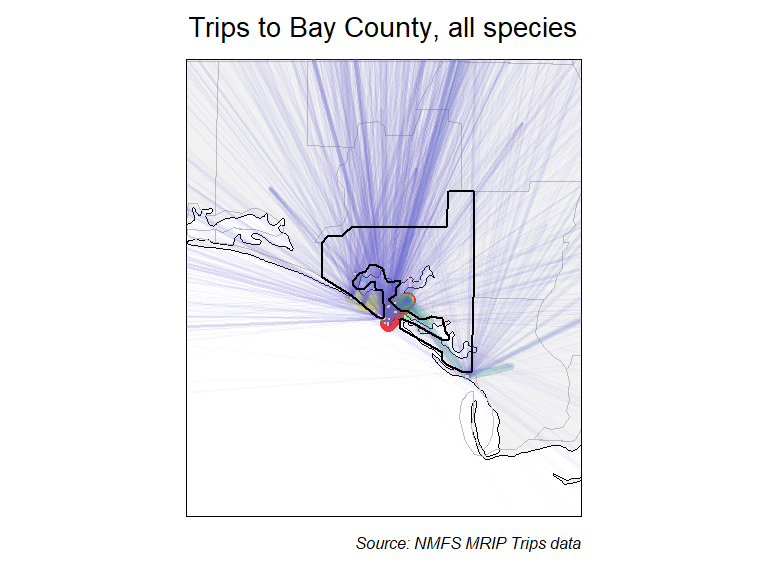 Trips to Bay County, all species
Source: NMFS MRIP Trips data